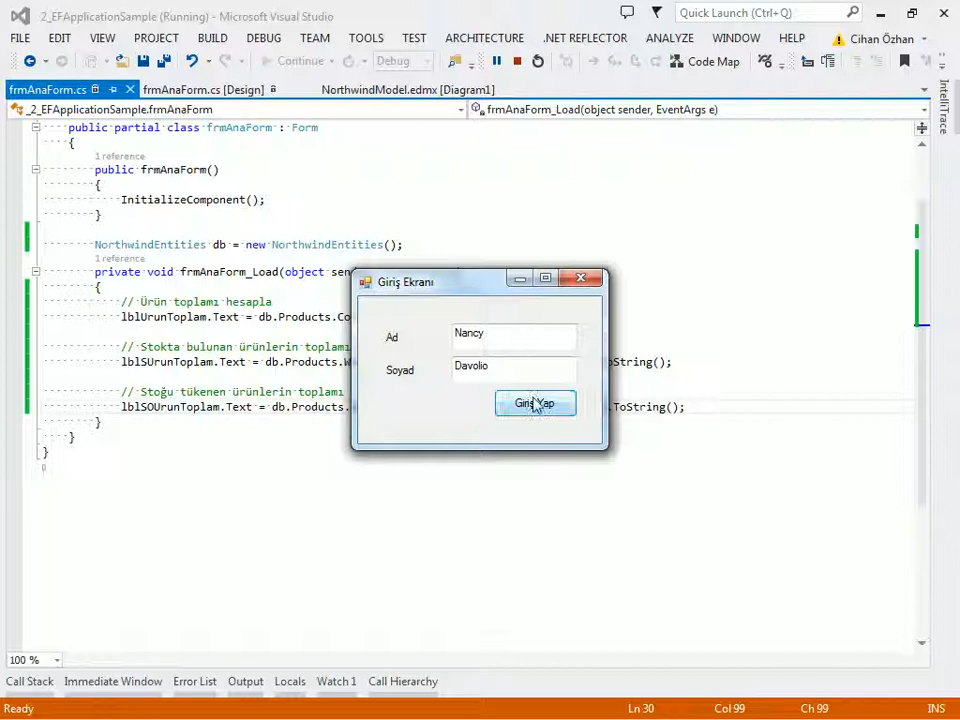 2_EFApplicationSample (Running) - Microsoft Visual Studio
Quick Launch (Ctrl+Q)
FILE EDIT VIEW PROJECT BUILD DEBUG TEAM TOOLS TEST ARCHITECTURE .NET REFLECTOR ANALYZE WINDOW HELP Cihan Özhan
Continue Debug Code Map
frmAnaForm.cs frmAnaForm.cs [Design] NorthwindModel.edmx [Diagram1]
_2_EFApplicationSample.frmAnaForm frmAnaForm_Load(object sender, EventArgs e)
IntelliTrace
public partial class frmAnaForm : Form
{
1 reference
public frmAnaForm()
{
InitializeComponent();
}
NorthwindEntities db = new NorthwindEntities();
1 reference
private void frmAnaForm_Load(object
{
// Ürün toplamı hesapla
lblUrunToplam.Text = db.Products.Co
// Stokta bulunan ürünlerin toplamı
lblSUrunToplam.Text = db.Products.W oString();
// Stoğu tükenen ürünlerin toplamı
lblSOUrunToplam.Text = db.Products. .ToString();
}
}
}
Giriş Ekranı
Ad Nancy
Soyad Davolio
Giriş Yap
100 %
Call Stack Immediate Window Error List Output Locals Watch 1 Call Hierarchy
Ready Ln 30 Col 99 Ch 99 INS